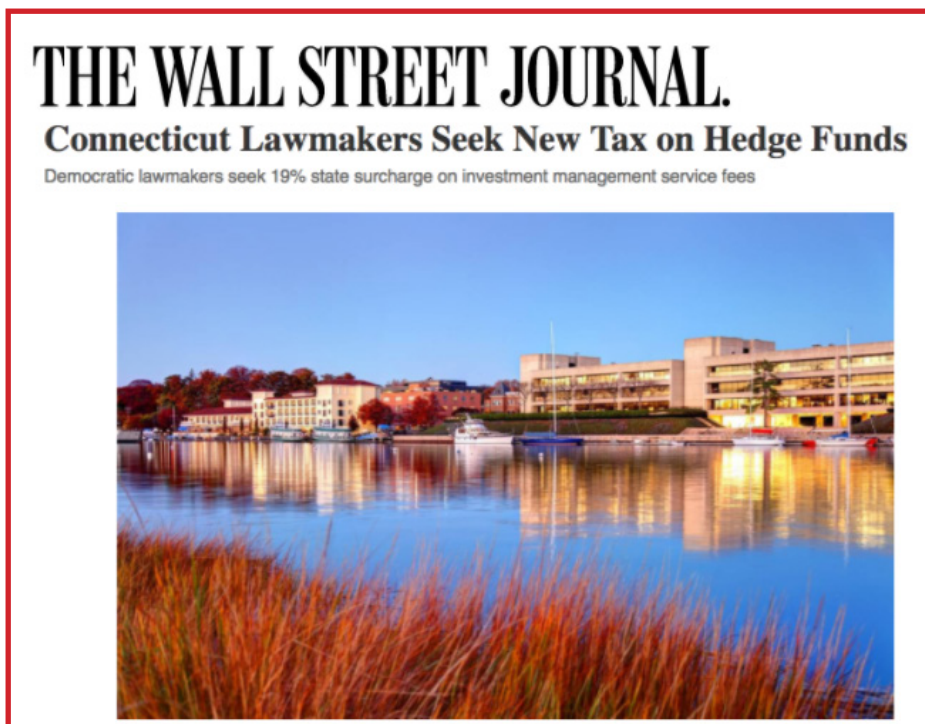 THE WALL STREET JOURNAL.
Connecticut Lawmakers Seek New Tax on Hedge Funds
Democratic lawmakers seek 19% state surcharge on investment management service fees